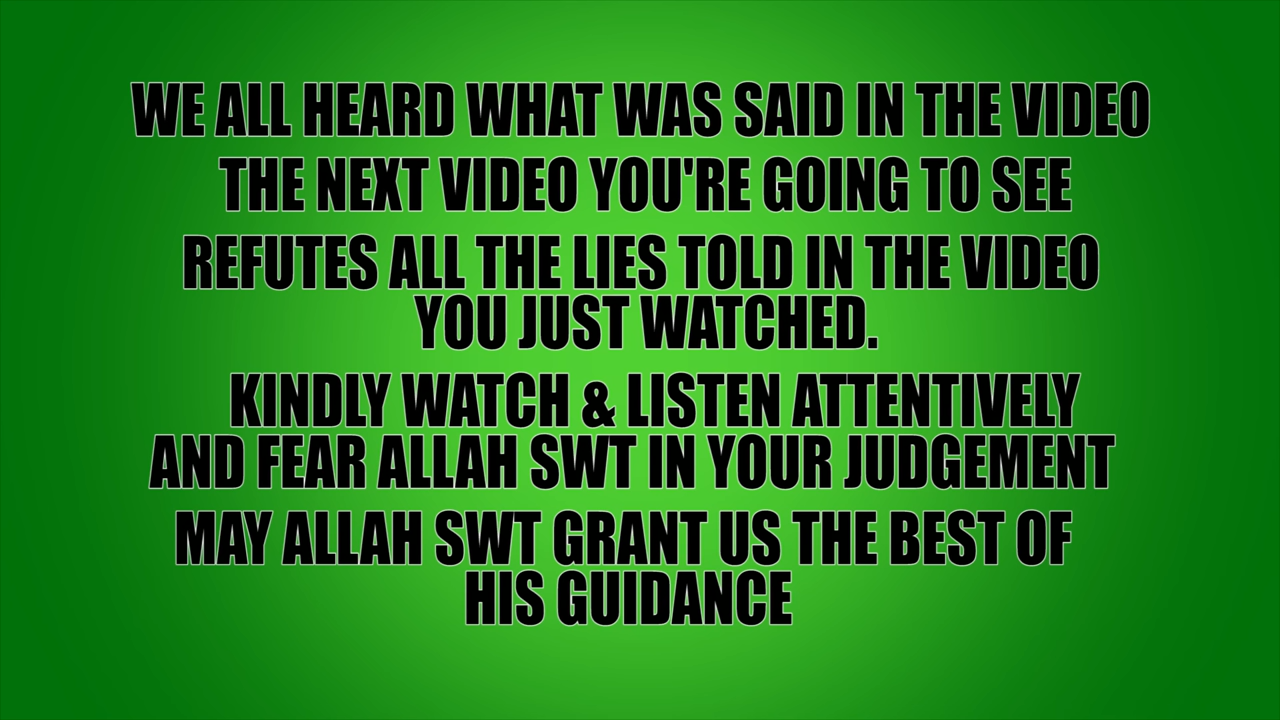 WE ALL HEARD WHAT WAS SAID IN THE VIDEO
THE NEXT VIDEO YOU'RE GOING TO SEE
REFUTES ALL THE LIES TOLD IN THE VIDEO
YOU JUST WATCHED.
KINDLY WATCH & LISTEN ATTENTIVELY
AND FEAR ALLAH SWT IN YOUR JUDGEMENT
MAY ALLAH SWT GRANT US THE BEST OF
HIS GUIDANCE